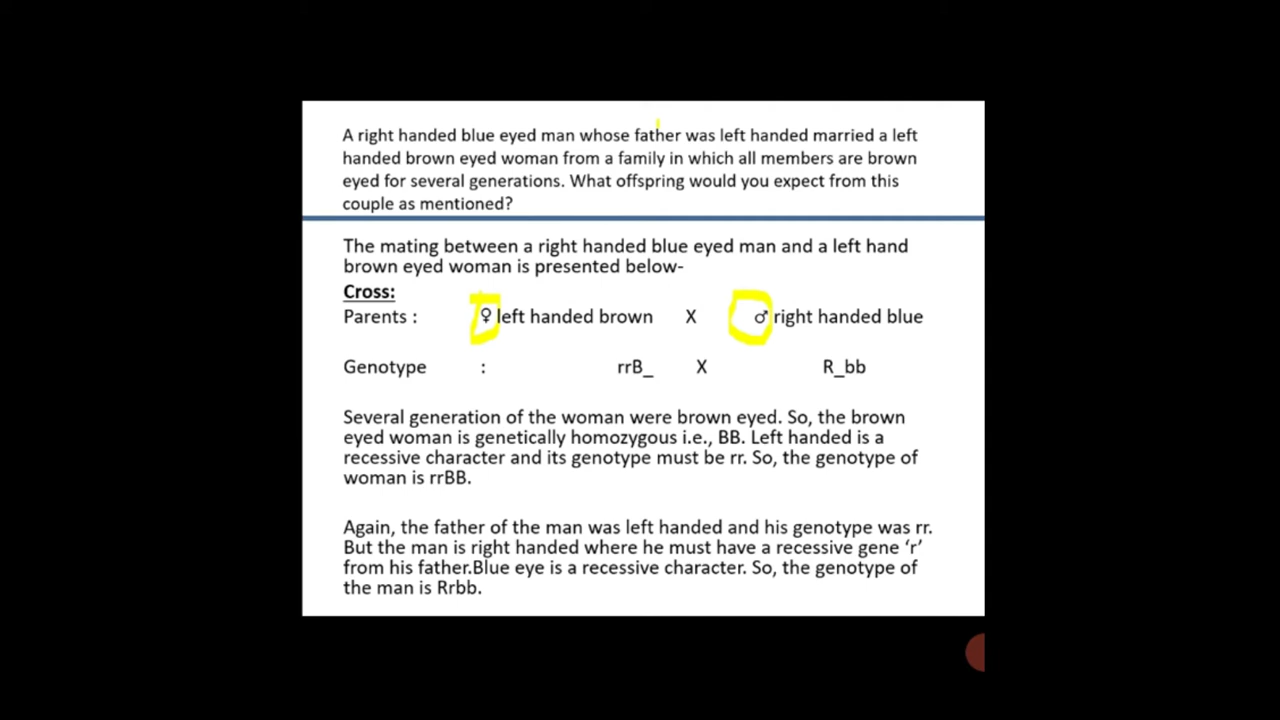 A right handed blue eyed man whose father was left handed married a left
handed brown eyed woman from a family in which all members are brown
eyed for several generations. What offspring would you expect from this
couple as mentioned?
The mating between a right handed blue eyed man and a left hand
brown eyed woman is presented below-
Cross:
Parents : ♀ left handed brown X ♂ right handed blue
Genotype : rrB_ X R_bb
Several generation of the woman were brown eyed. So, the brown
eyed woman is genetically homozygous i.e., BB. Left handed is a
recessive character and its genotype must be rr. So, the genotype of
woman is rrBB.
Again, the father of the man was left handed and his genotype was rr.
But the man is right handed where he must have a recessive gene ‘r’
from his father.Blue eye is a recessive character. So, the genotype of
the man is Rrbb.